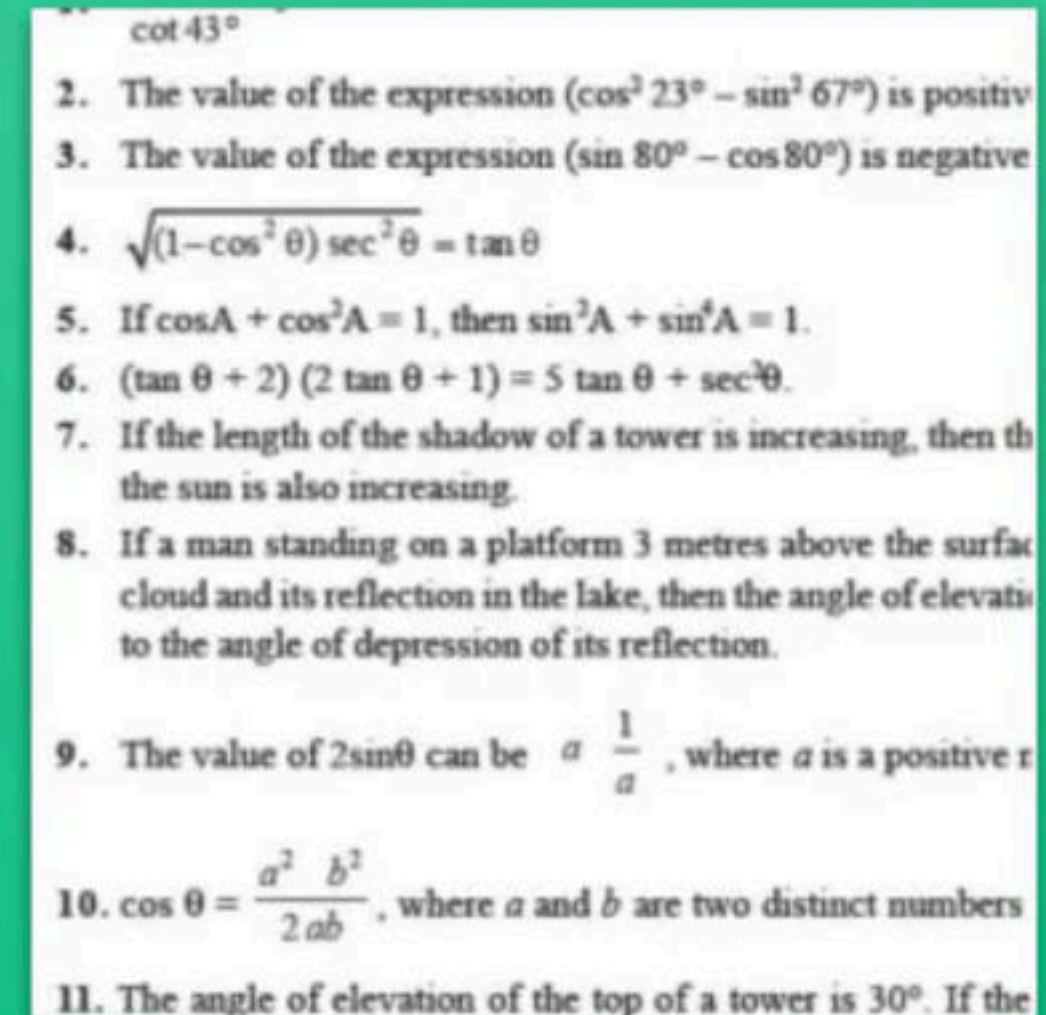 cot 43°
2. The value of the expression (cos² 23° – sin² 67°) is positiv
3. The value of the expression (sin 80° – cos 80°) is negative
4. √(1–cos² θ) sec² θ = tan θ
5. If cosA + cos²A = 1, then sin²A + sin⁴A = 1.
6. (tan θ + 2) (2 tan θ + 1) = 5 tan θ + sec²θ.
7. If the length of the shadow of a tower is increasing, then th
the sun is also increasing.
8. If a man standing on a platform 3 metres above the surfac
cloud and its reflection in the lake, then the angle of elevati
to the angle of depression of its reflection.
9. The value of 2sinθ can be a 1/a , where a is a positive
10. cos θ = a² b²/2ab , where a and b are two distinct numbers
11. The angle of elevation of the top of a tower is 30°. If the